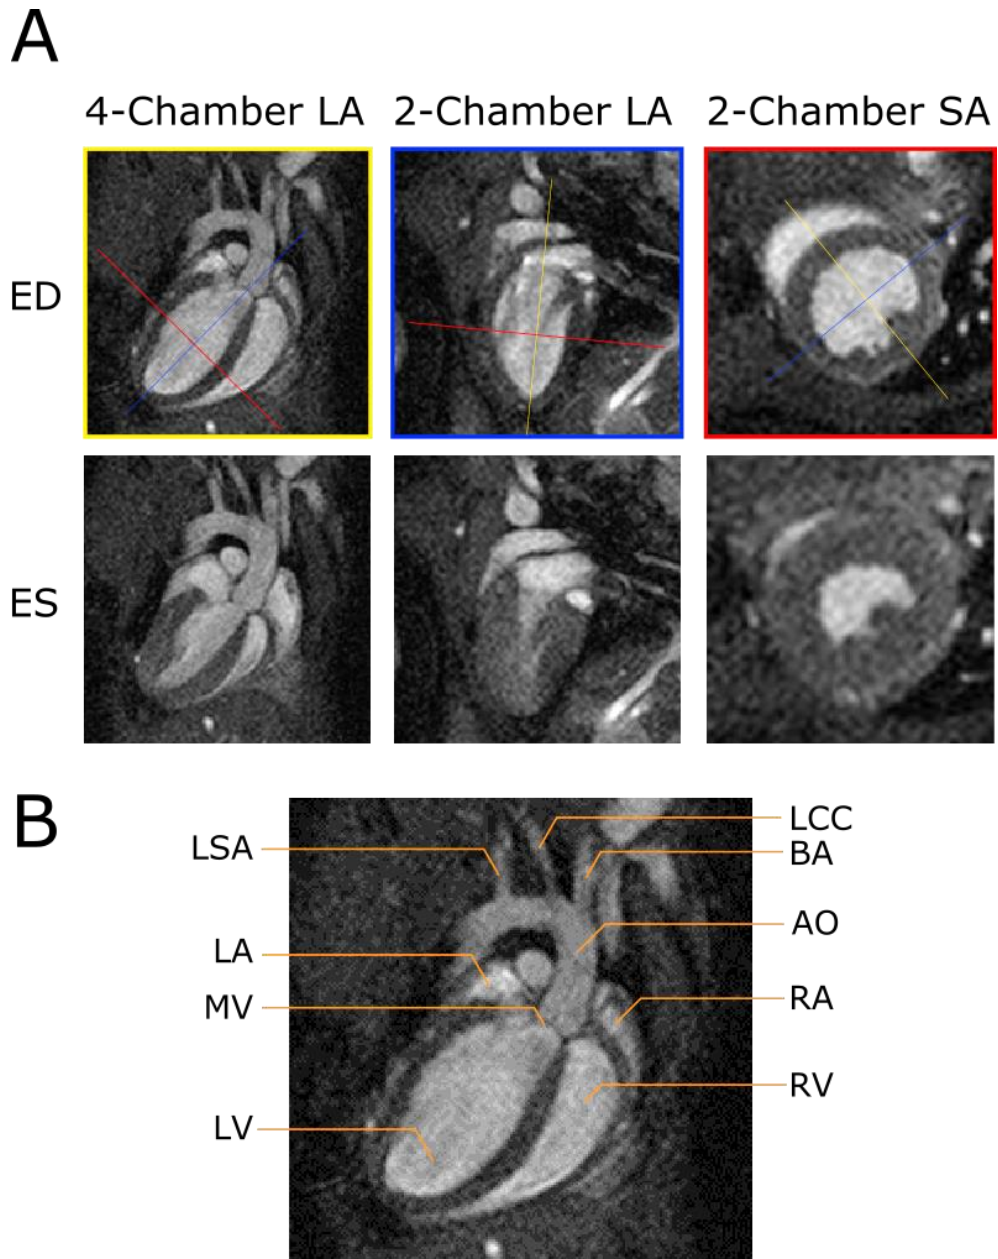 A
4-Chamber LA 2-Chamber LA 2-Chamber SA
ED
ES
B
LSA
LCC
BA
AO
LA
MV
RA
RV
LV